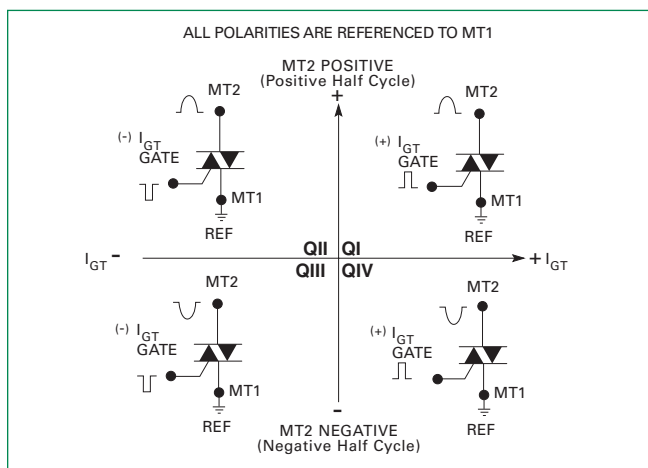 ALL POLARITIES ARE REFERENCED TO MT1
MT2 POSITIVE
(Positive Half Cycle)
+
MT2
(-) IGT
GATE
MT1
REF
MT2
(+) IGT
GATE
MT1
REF
IGT -
QII QI
QIII QIV
+ IGT
MT2
(-) IGT
GATE
MT1
REF
MT2
(+) IGT
GATE
MT1
REF
-
MT2 NEGATIVE
(Negative Half Cycle)